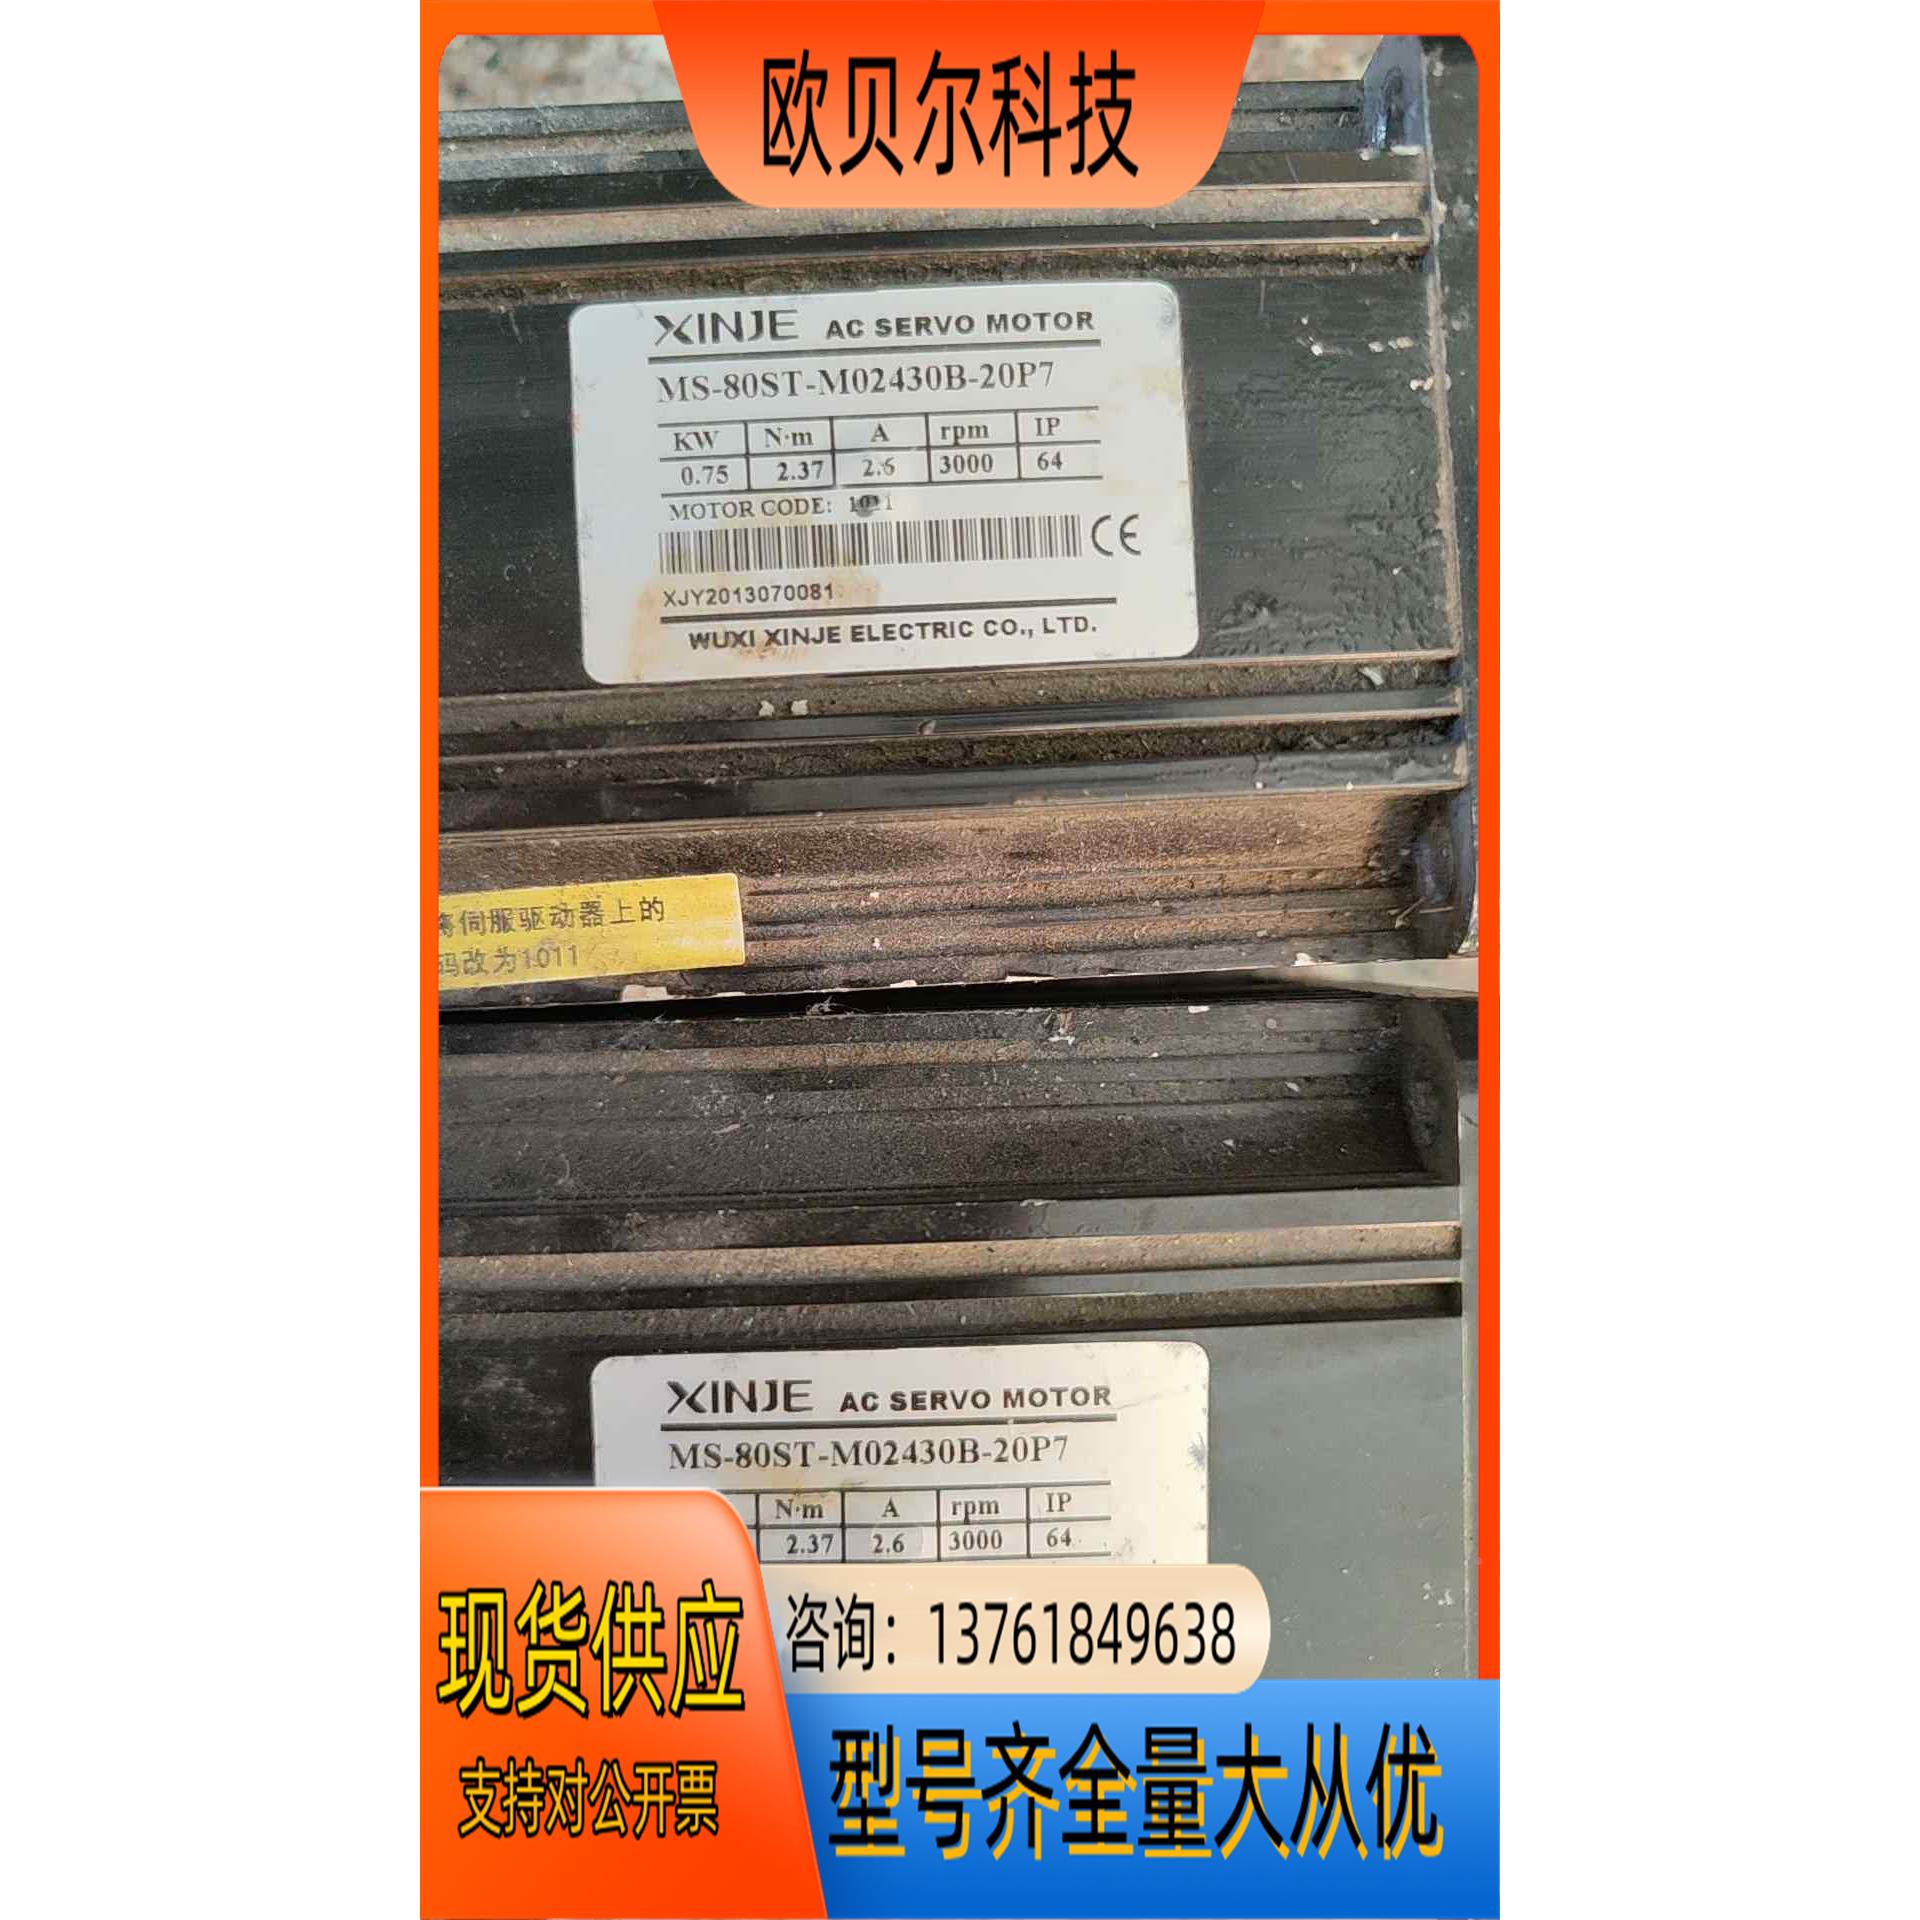 欧贝尔科技
XINJE AC SERVO MOTOR
MS-80ST-M02430B-20P7
KW N·m A rpm IP
0.75 2.37 2.6 3000 64
MOTOR CODE: 1011
CE
XJY2013070081
WUXI XINJE ELECTRIC CO., LTD.
伺服驱动器上的
码改为1011
XINJE AC SERVO MOTOR
MS-80ST-M02430B-20P7
N·m A rpm IP
2.37 2.6 3000 64
现货供应
咨询：13761849638
支持对公开票
型号齐全量大从优